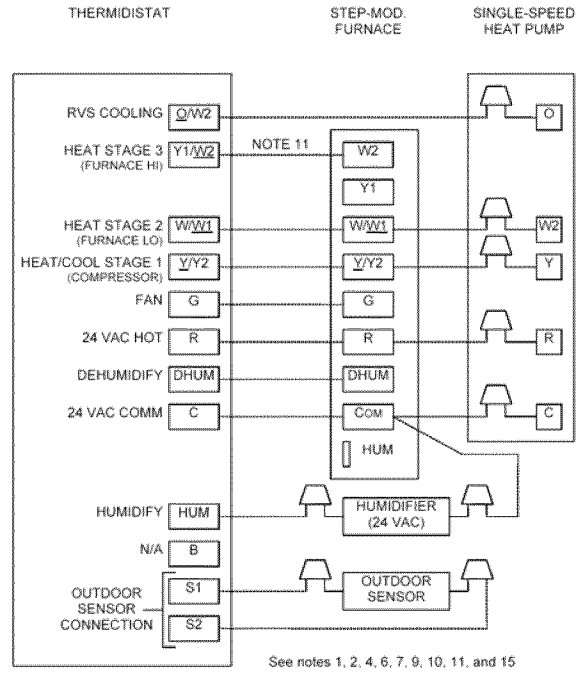 THERMIDISTAT
STEP-MOD.
FURNACE
SINGLE-SPEED
HEAT PUMP
RVS COOLING O/W2 O
HEAT STAGE 3 Y1/W2 NOTE 11 W2
(FURNACE HI)
Y1
HEAT STAGE 2 W/W1 W/W1 W2
(FURNACE LO)
HEAT/COOL STAGE 1 Y/Y2 Y/Y2 Y
(COMPRESSOR)
FAN G G
24 VAC HOT R R R
DEHUMIDIFY DHUM DHUM
24 VAC COMM C COM C
HUM
HUMIDIFY HUM HUMIDIFIER
(24 VAC)
N/A B
OUTDOOR
SENSOR
CONNECTION
S1 OUTDOOR
SENSOR
S2
See notes 1, 2, 4, 6, 7, 9, 10, 11, and 15